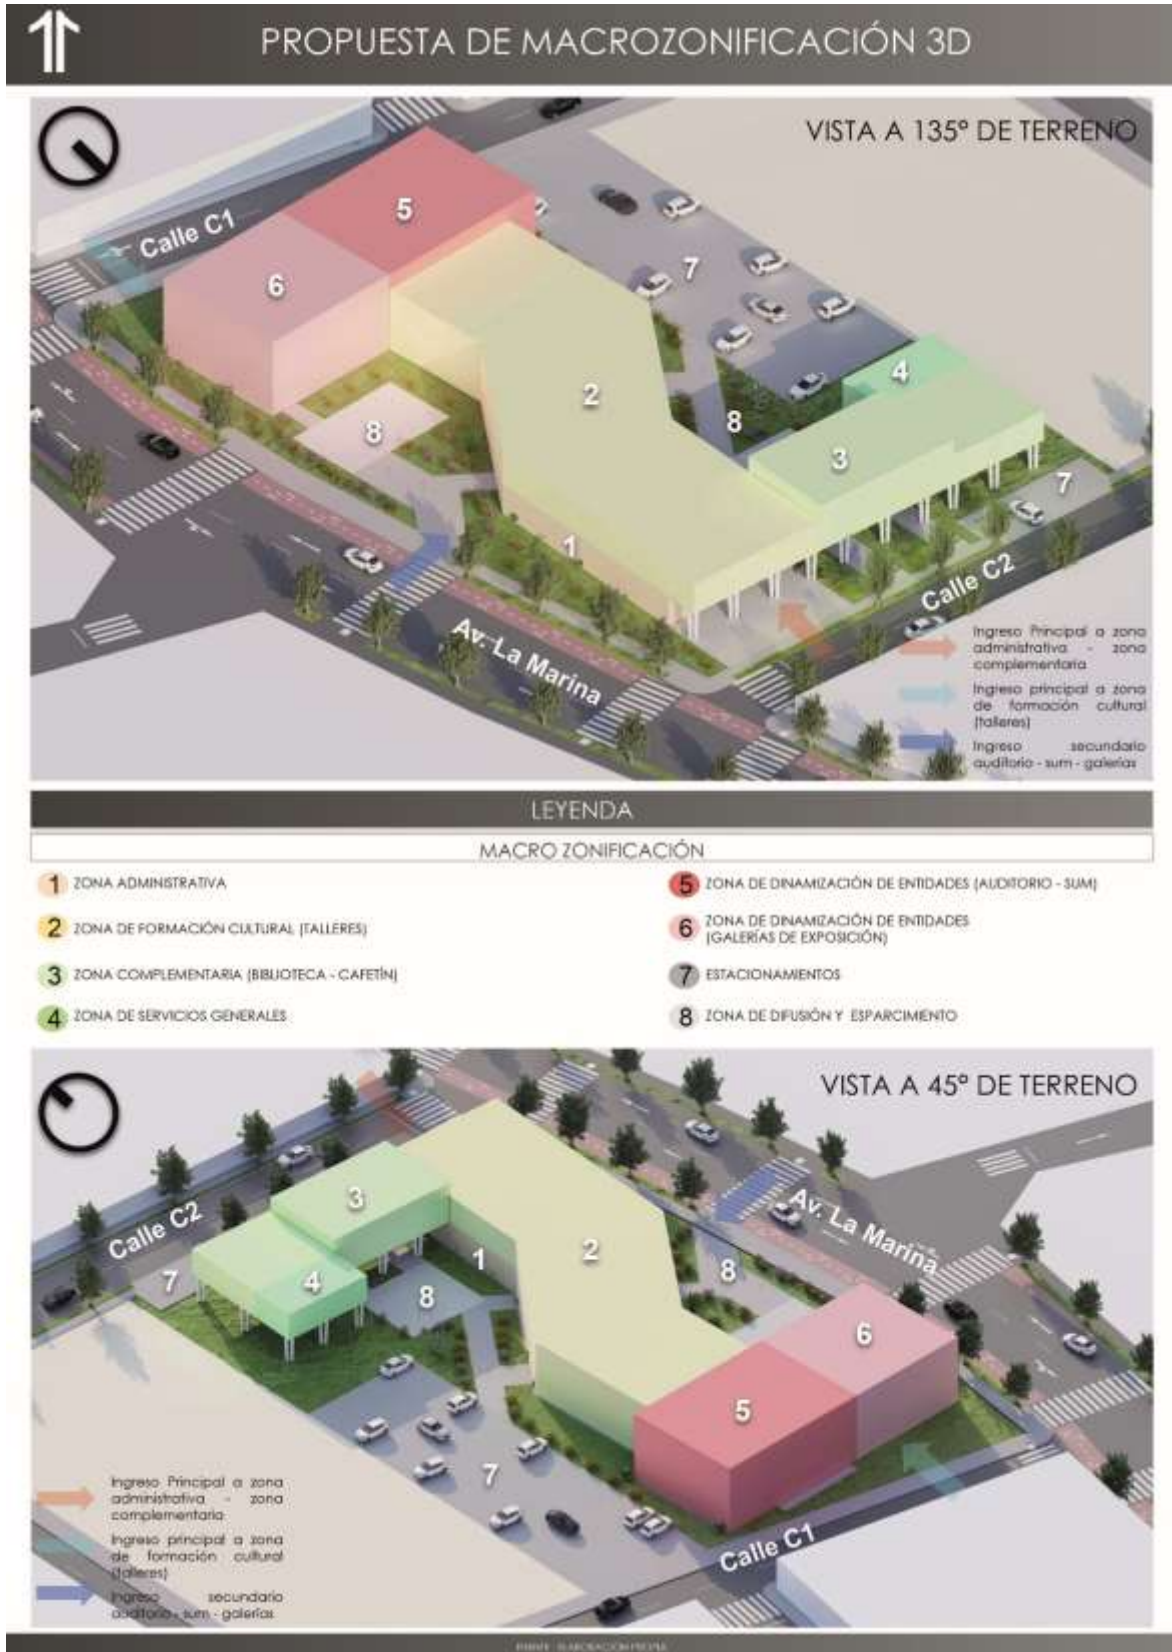 PROPUESTA DE MACROZONIFICACIÓN 3D
VISTA A 135º DE TERRENO
Calle C1
5
6
7
4
2
8
8
3
7
1
Calle C2
Av. La Marina
Ingreso Principal a zona
administrativa - zona
complementaria
Ingreso principal a zona
de formación cultural
(talleres)
Ingreso secundario
auditorio - sum - galerías
LEYENDA
MACRO ZONIFICACIÓN
1 ZONA ADMINISTRATIVA
2 ZONA DE FORMACIÓN CULTURAL (TALLERES)
3 ZONA COMPLEMENTARIA (BIBLIOTECA - CAFETÍN)
4 ZONA DE SERVICIOS GENERALES
5 ZONA DE DINAMIZACIÓN DE ENTIDADES (AUDITORIO - SUM)
6 ZONA DE DINAMIZACIÓN DE ENTIDADES
(GALERÍAS DE EXPOSICIÓN)
7 ESTACIONAMIENTOS
8 ZONA DE DIFUSIÓN Y ESPARCIMIENTO
VISTA A 45º DE TERRENO
3
Calle C2
Av. La Marina
1
2
7
4
8
8
6
5
7
Calle C1
Ingreso Principal a zona
administrativa - zona
complementaria
Ingreso principal a zona
de formación cultural
(talleres)
Ingreso secundario
auditorio - sum - galerías
FUENTE: ELABORACIÓN PROPIA